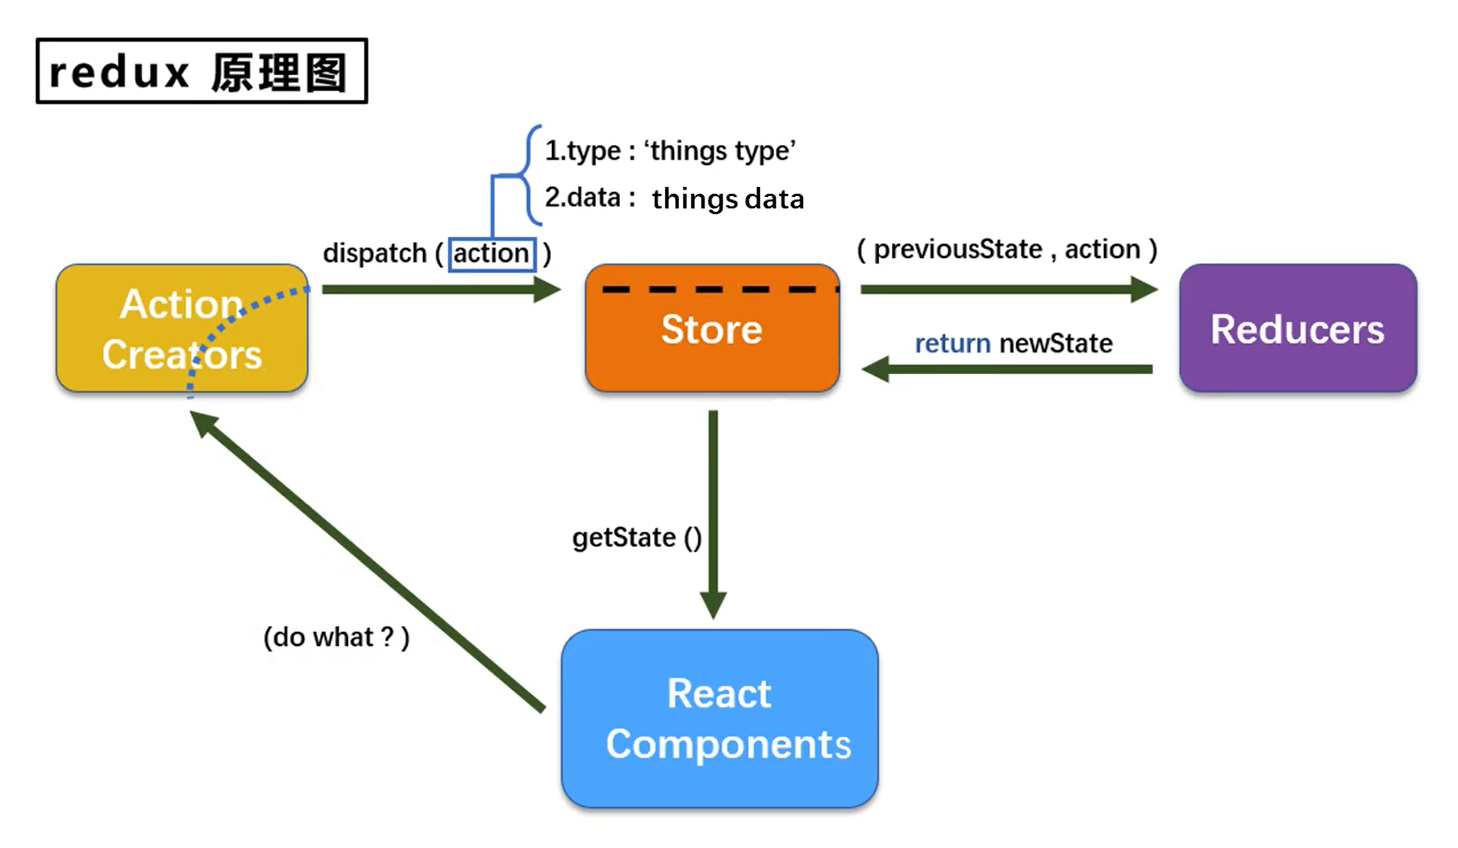 redux 原理图
1.type : ‘things type’
2.data : things data
dispatch ( action )
( previousState , action )
Action
Creators
Store
Reducers
return newState
getState ()
(do what ? )
React
Components